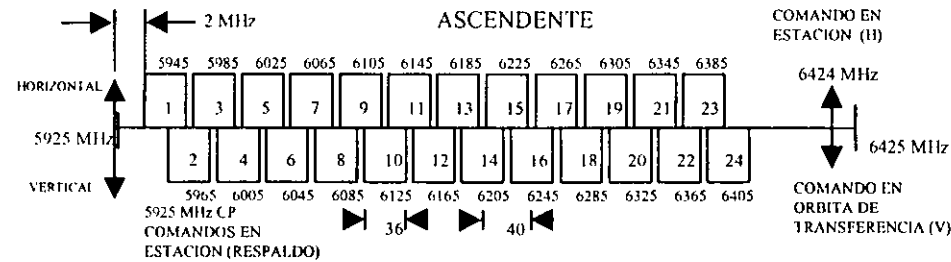 2 MHz
ASCENDENTE
COMANDO EN
ESTACION (H)
5945 5985 6025 6065 6105 6145 6185 6225 6265 6305 6345 6385
6424 MHz
HORIZONTAL
1 3 5 7 9 11 13 15 17 19 21 23
5925 MHz
6425 MHz
2 4 6 8 10 12 14 16 18 20 22 24
VERTICAL
5965 6005 6045 6085 6125 6165 6205 6245 6285 6325 6365 6405
COMANDO EN
ORBITA DE
TRANSFERENCIA (V)
5925 MHz CP
COMANDOS EN
ESTACION (RESPALDO)
36
40